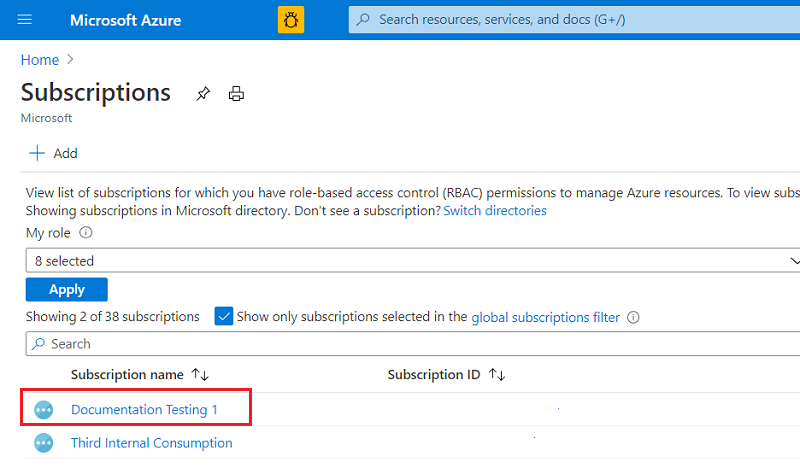 Microsoft Azure Search resources, services, and docs (G+/)
Home >
Subscriptions
Microsoft
+ Add
View list of subscriptions for which you have role-based access control (RBAC) permissions to manage Azure resources. To view subs
Showing subscriptions in Microsoft directory. Don't see a subscription? Switch directories
My role
8 selected
Apply
Showing 2 of 38 subscriptions Show only subscriptions selected in the global subscriptions filter
Search
Subscription name ↑↓ Subscription ID ↑↓
Documentation Testing 1
Third Internal Consumption